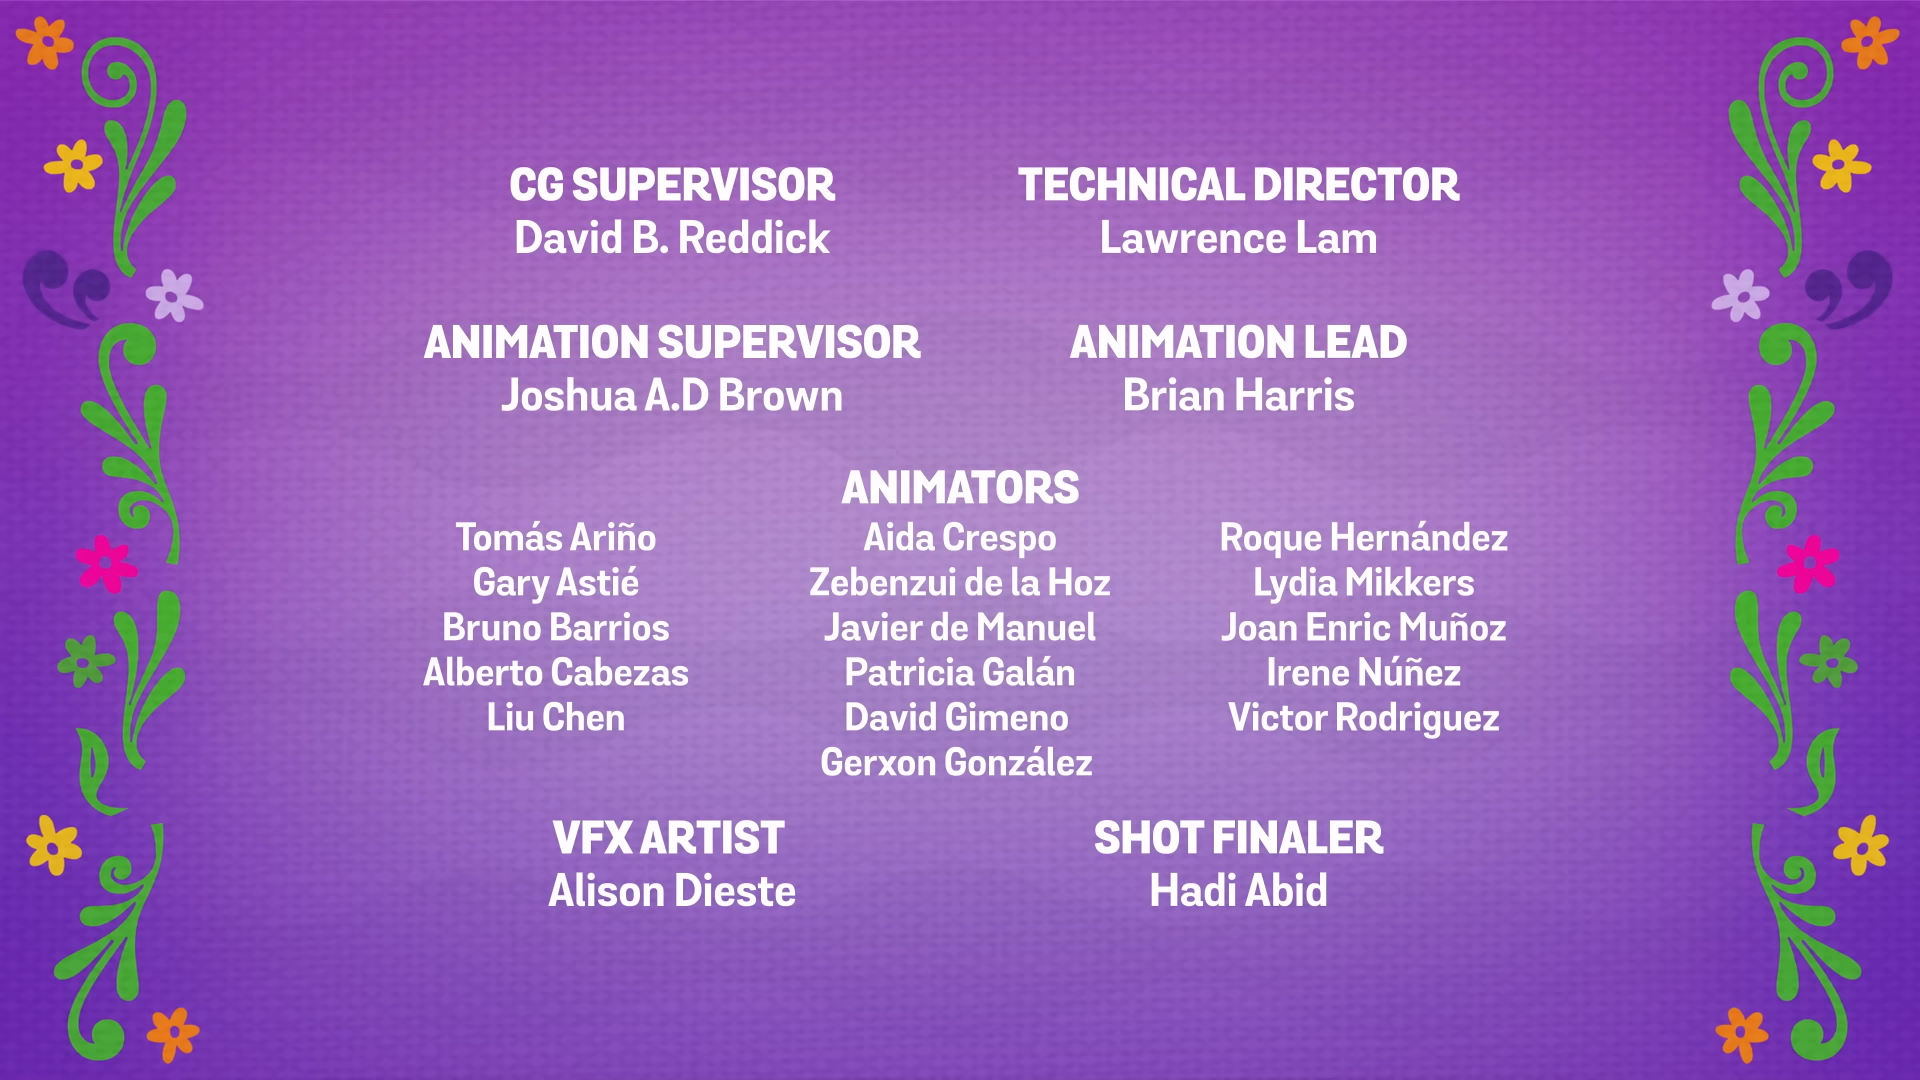 CG SUPERVISOR
David B. Reddick
TECHNICAL DIRECTOR
Lawrence Lam
ANIMATION SUPERVISOR
Joshua A.D Brown
ANIMATION LEAD
Brian Harris
ANIMATORS
Tomás Ariño
Gary Astié
Bruno Barrios
Alberto Cabezas
Liu Chen
Aida Crespo
Zebenzui de la Hoz
Javier de Manuel
Patricia Galán
David Gimeno
Gerxon González
Roque Hernández
Lydia Mikkers
Joan Enric Muñoz
Irene Núñez
Victor Rodriguez
VFX ARTIST
Alison Dieste
SHOT FINALER
Hadi Abid